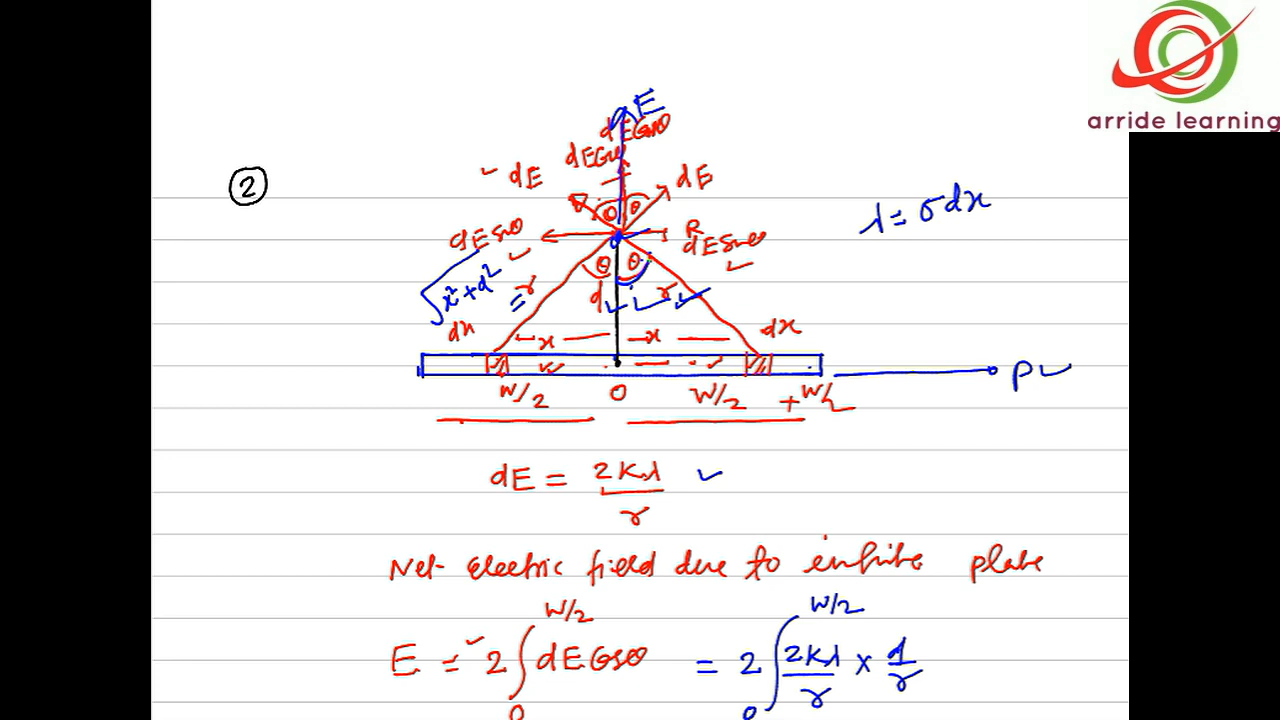 arride learning
②
E
dE cosθ
dE cosθ
dE
dE
λ = σ dx
dE sinθ
dE sinθ
θ θ
θ θ
√x²+d² = r
d
r
dx
x
x
dx
W/2
0
W/2
+W/2
P
dE = 2Kλ/r
Net electric field due to infinite plate
E = 2∫₀^(W/2) dE cosθ = 2∫₀^(W/2) 2Kλ/r × d/r